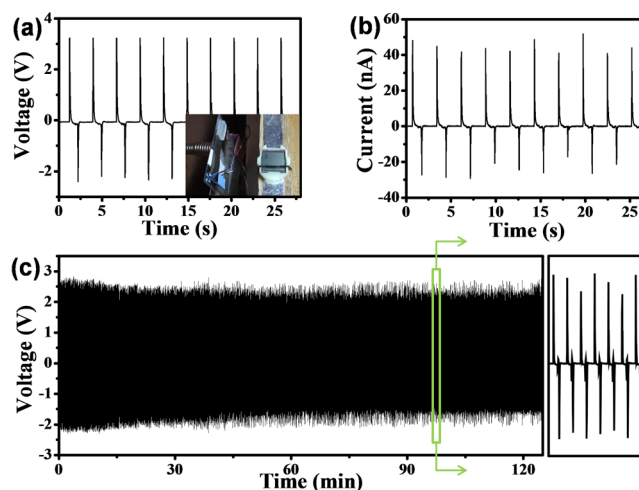 (a)
Voltage (V)
4
2
0
-2
0 5 10 15 20 25
Time (s)
(b)
Current (nA)
60
40
20
0
-20
-40
0 5 10 15 20 25
Time (s)
(c)
Voltage (V)
3
2
1
0
-1
-2
-3
0 30 60 90 120
Time (min)